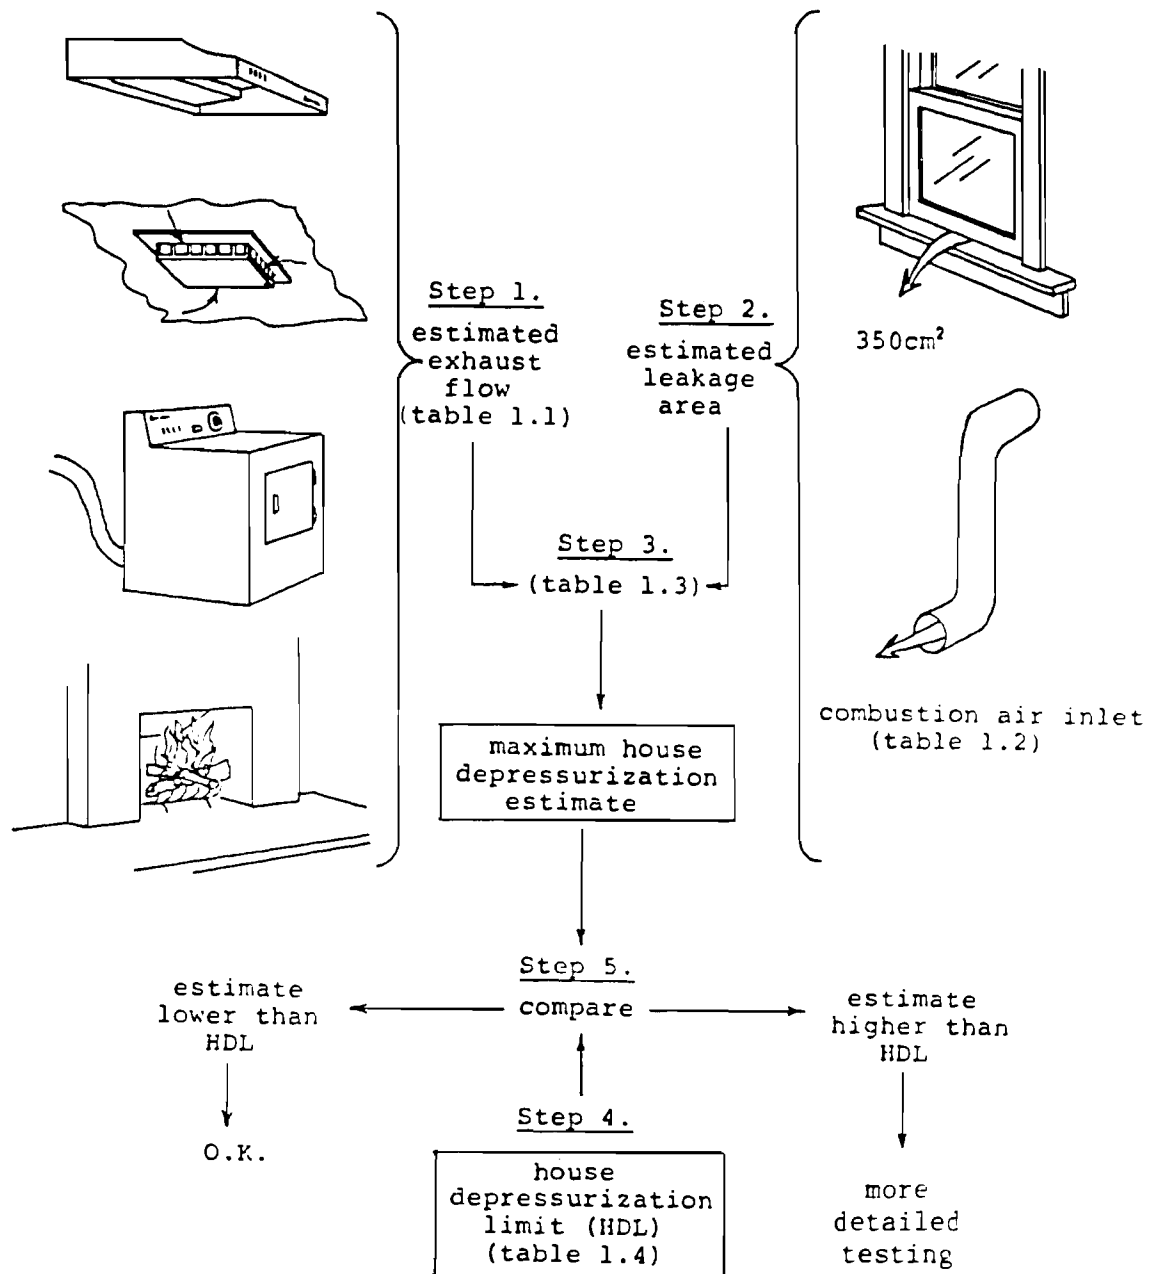 Step 1.
estimated
exhaust
flow
(table 1.1)
Step 2.
estimated
leakage
area
350cm²
Step 3.
(table 1.3)
combustion air inlet
(table 1.2)
maximum house
depressurization
estimate
Step 5.
compare
estimate
lower than
HDL
O.K.
estimate
higher than
HDL
more
detailed
testing
Step 4.
house
depressurization
limit (HDL)
(table 1.4)